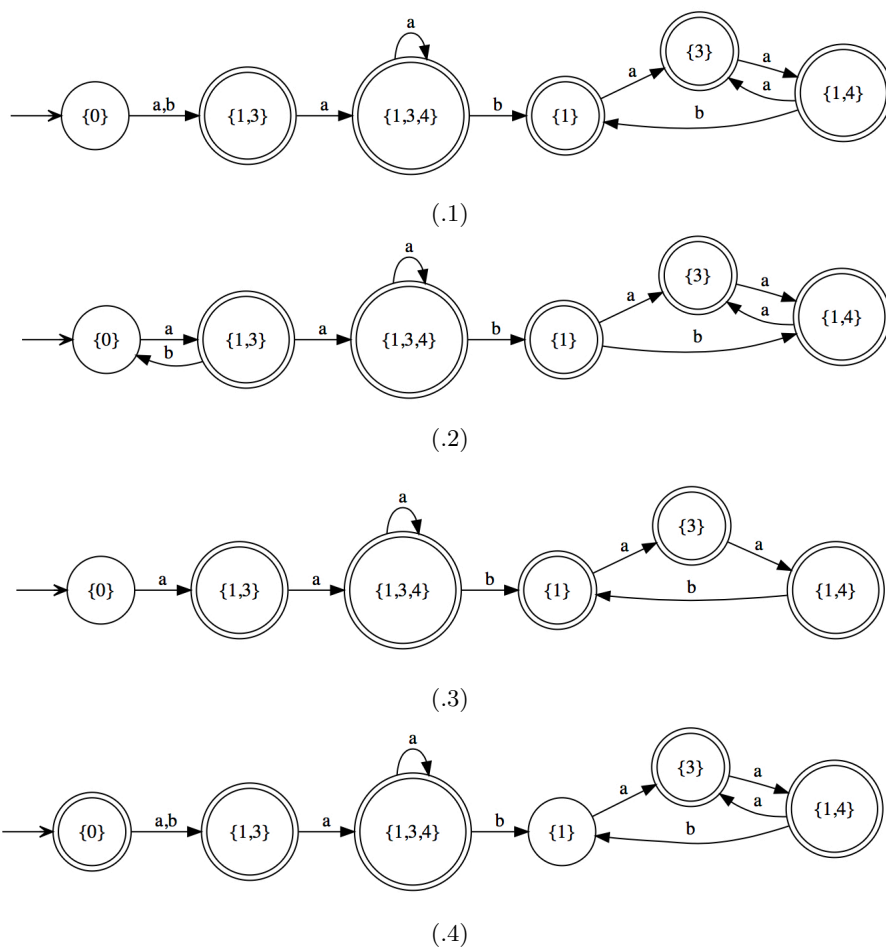 a
{3}
a
{0}
a,b
{1,3}
a
{1,3,4}
b
{1}
a
a
{1,4}
b
(.1)
a
{3}
a
{0}
a
b
{1,3}
a
{1,3,4}
b
{1}
a
a
{1,4}
b
(.2)
a
{3}
a
{0}
a
{1,3}
a
{1,3,4}
b
{1}
a
{1,4}
b
(.3)
a
{3}
a
{0}
a,b
{1,3}
a
{1,3,4}
b
{1}
a
a
{1,4}
b
(.4)